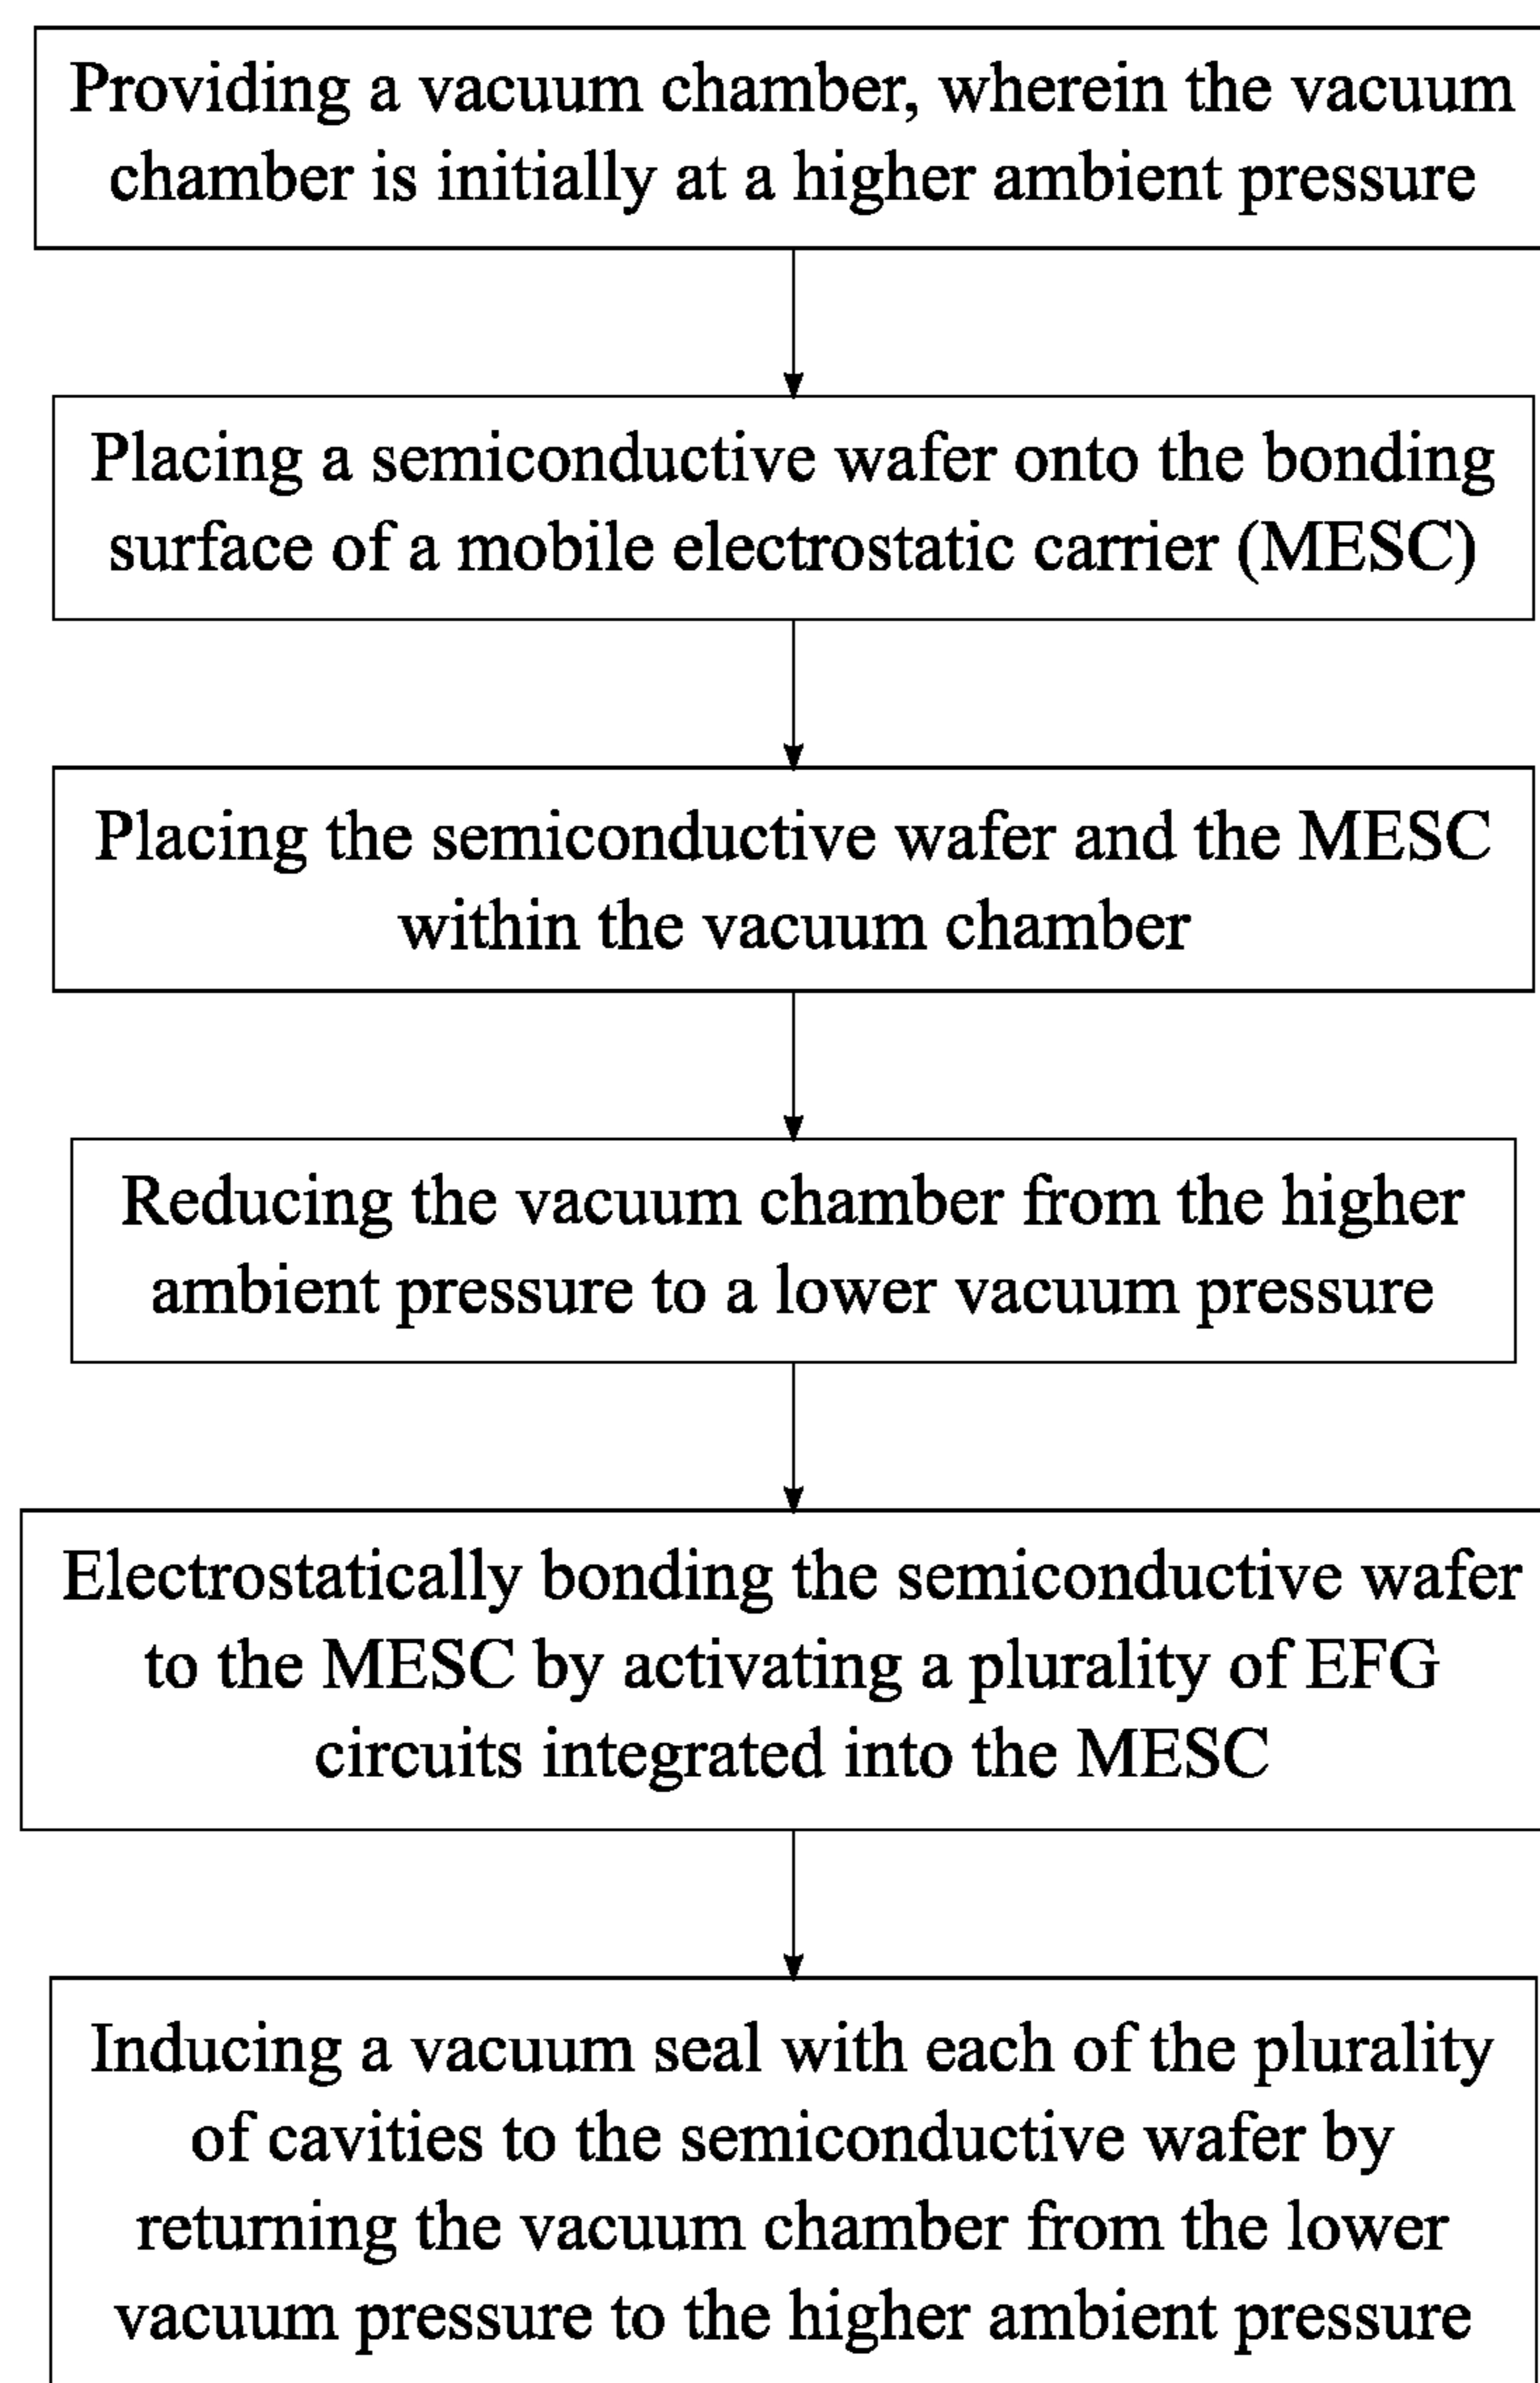 Providing a vacuum chamber, wherein the vacuum
chamber is initially at a higher ambient pressure
Placing a semiconductive wafer onto the bonding
surface of a mobile electrostatic carrier (MESC)
Placing the semiconductive wafer and the MESC
within the vacuum chamber
Reducing the vacuum chamber from the higher
ambient pressure to a lower vacuum pressure
Electrostatically bonding the semiconductive wafer
to the MESC by activating a plurality of EFG
circuits integrated into the MESC
Inducing a vacuum seal with each of the plurality
of cavities to the semiconductive wafer by
returning the vacuum chamber from the lower
vacuum pressure to the higher ambient pressure